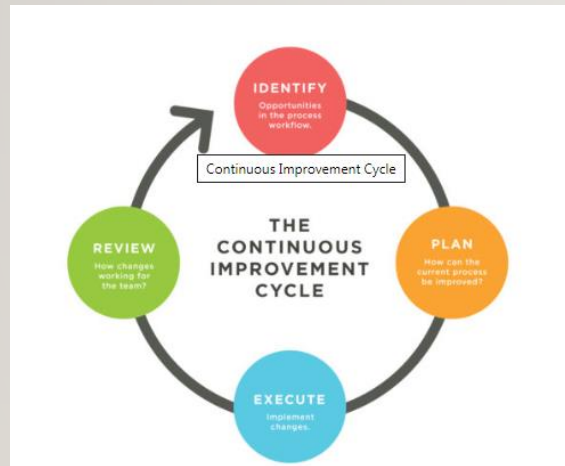 IDENTIFY
Opportunities
in the process
workflow.
Continuous Improvement Cycle
THE
CONTINUOUS
IMPROVEMENT
CYCLE
REVIEW
How changes
working for
the team?
PLAN
How can the
current process
be improved?
EXECUTE
Implement
changes.